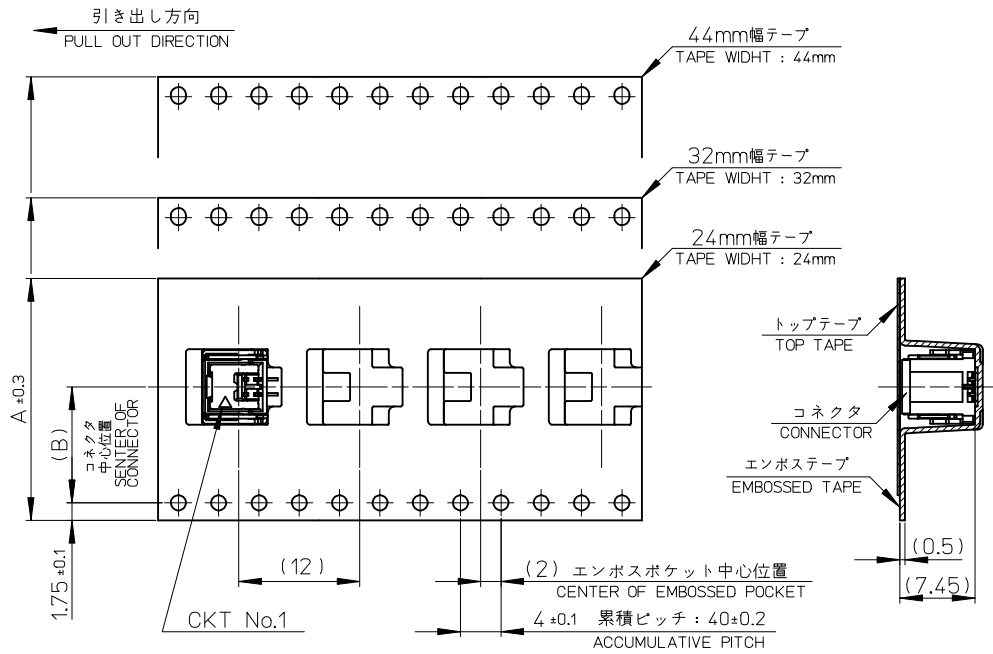 引き出し方向
PULL OUT DIRECTION
44mm幅テープ
TAPE WIDHT : 44mm
32mm幅テープ
TAPE WIDHT : 32mm
24mm幅テープ
TAPE WIDHT : 24mm
トップテープ
TOP TAPE
コネクタ
CONNECTOR
エンボステープ
EMBOSSED TAPE
A ±0.3
(B)
コネクタ
中心位置
SENTER OF
CONNECTOR
1.75 ±0.1
(12)
(2) エンボスポケット中心位置
CENTER OF EMBOSSED POCKET
4 ±0.1 累積ピッチ : 40±0.2
ACCUMULATIVE PITCH
CKT No.1
(0.5)
(7.45)